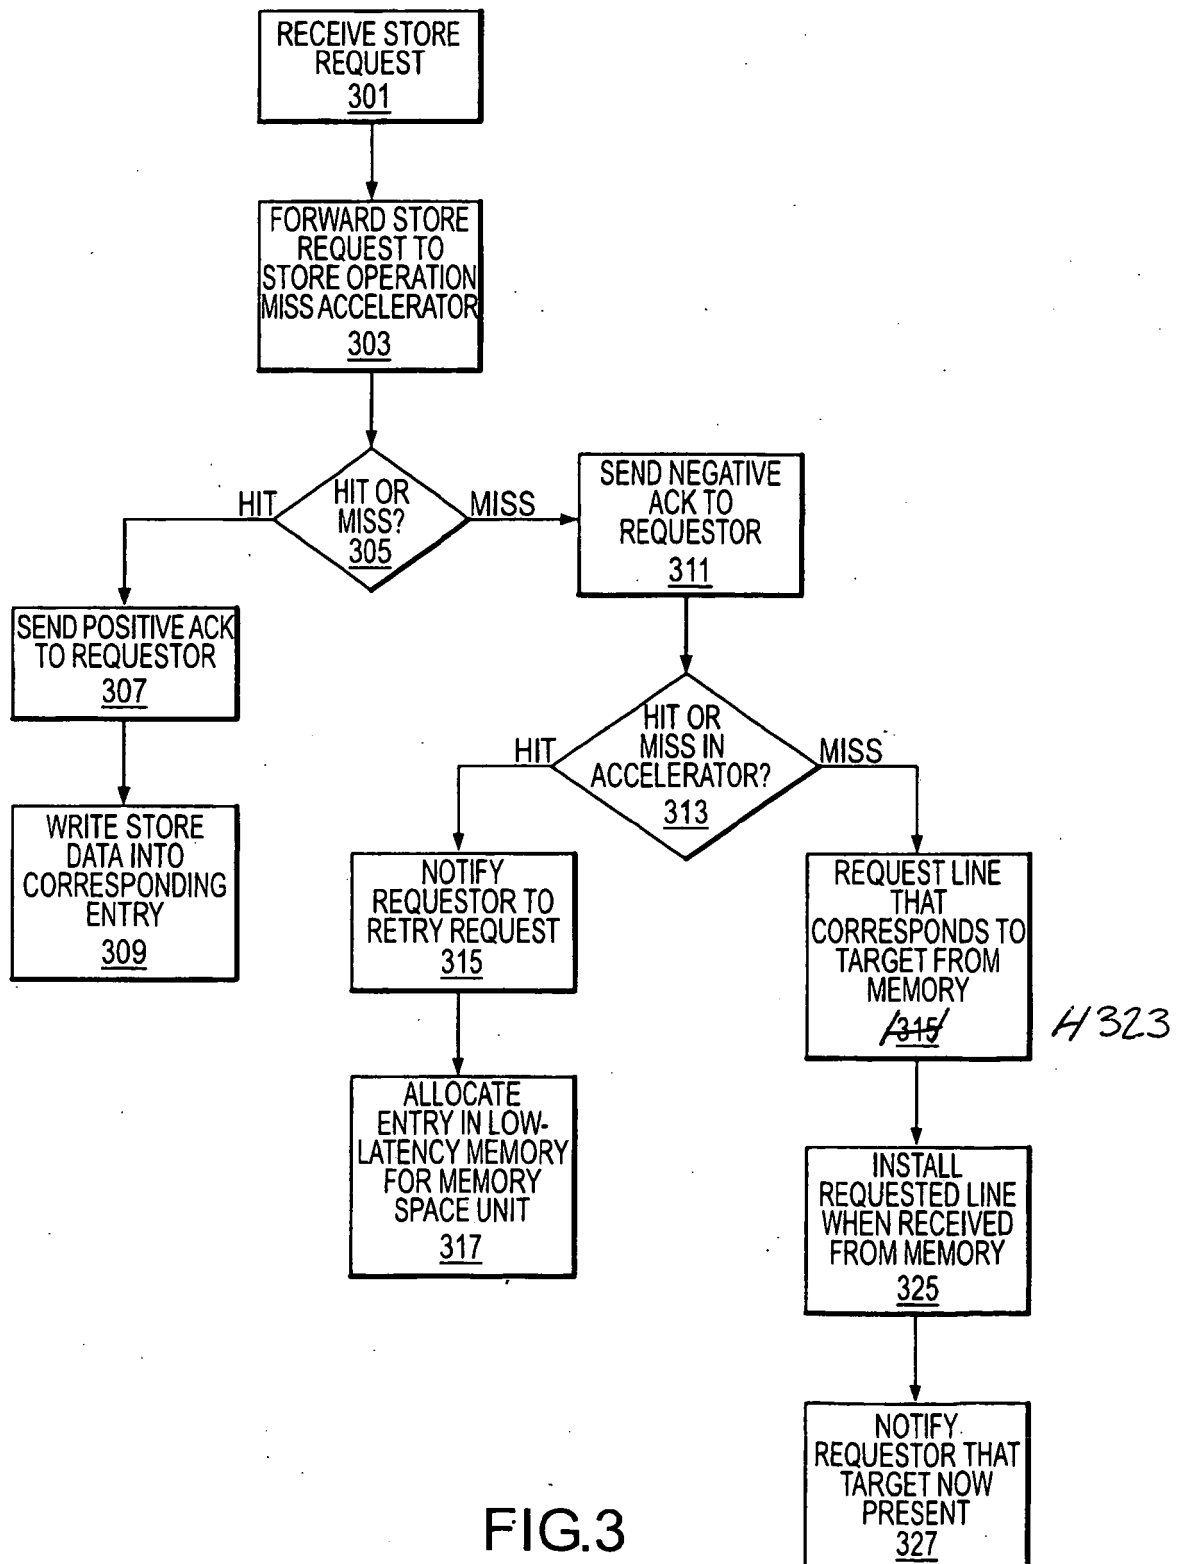 RECEIVE STORE
REQUEST
301
FORWARD STORE
REQUEST TO
STORE OPERATION
MISS ACCELERATOR
303
HIT
HIT OR
MISS?
305
MISS
SEND NEGATIVE
ACK TO
REQUESTOR
311
SEND POSITIVE ACK
TO REQUESTOR
307
WRITE STORE
DATA INTO
CORRESPONDING
ENTRY
309
HIT
HIT OR
MISS IN
ACCELERATOR?
313
MISS
NOTIFY
REQUESTOR TO
RETRY REQUEST
315
ALLOCATE
ENTRY IN LOW-
LATENCY MEMORY
FOR MEMORY
SPACE UNIT
317
REQUEST LINE
THAT
CORRESPONDS TO
TARGET FROM
MEMORY
315
323
INSTALL
REQUESTED LINE
WHEN RECEIVED
FROM MEMORY
325
NOTIFY
REQUESTOR THAT
TARGET NOW
PRESENT
327
FIG.3